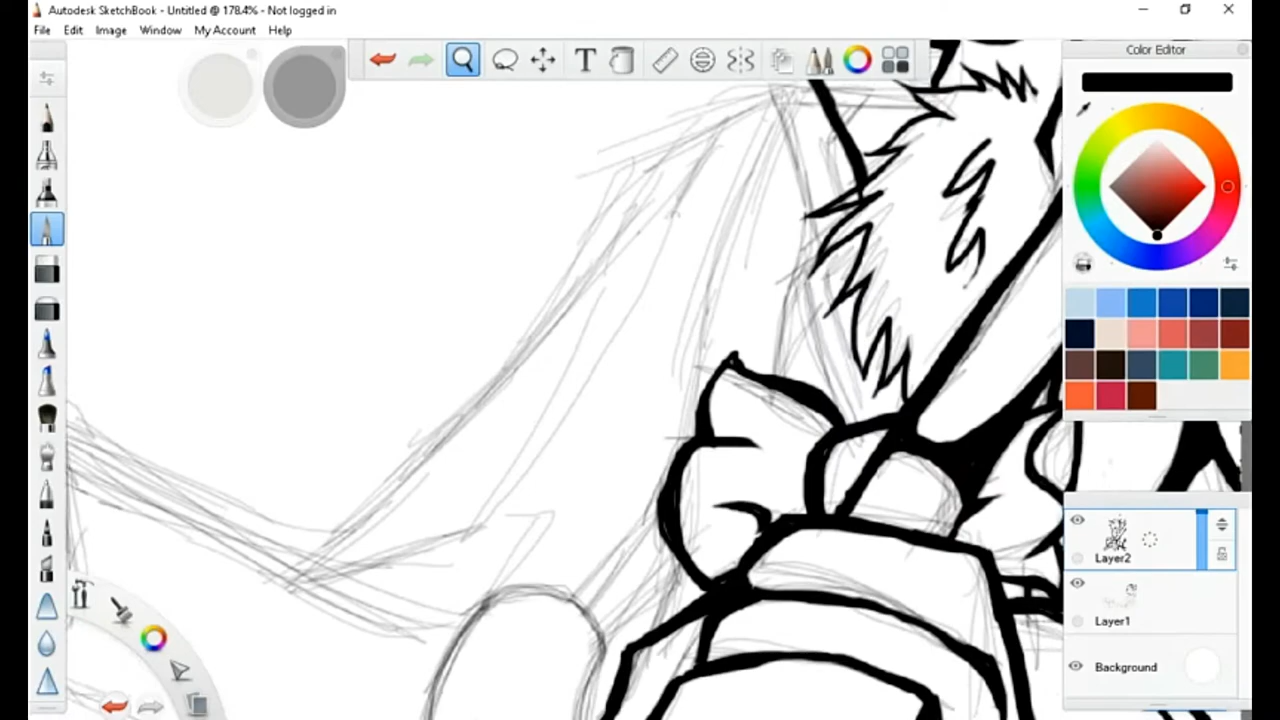 Autodesk SketchBook - Untitled @ 178.4% - Not logged in
File Edit Image Window My Account Help
T
Color Editor
Layer2
Layer1
Background